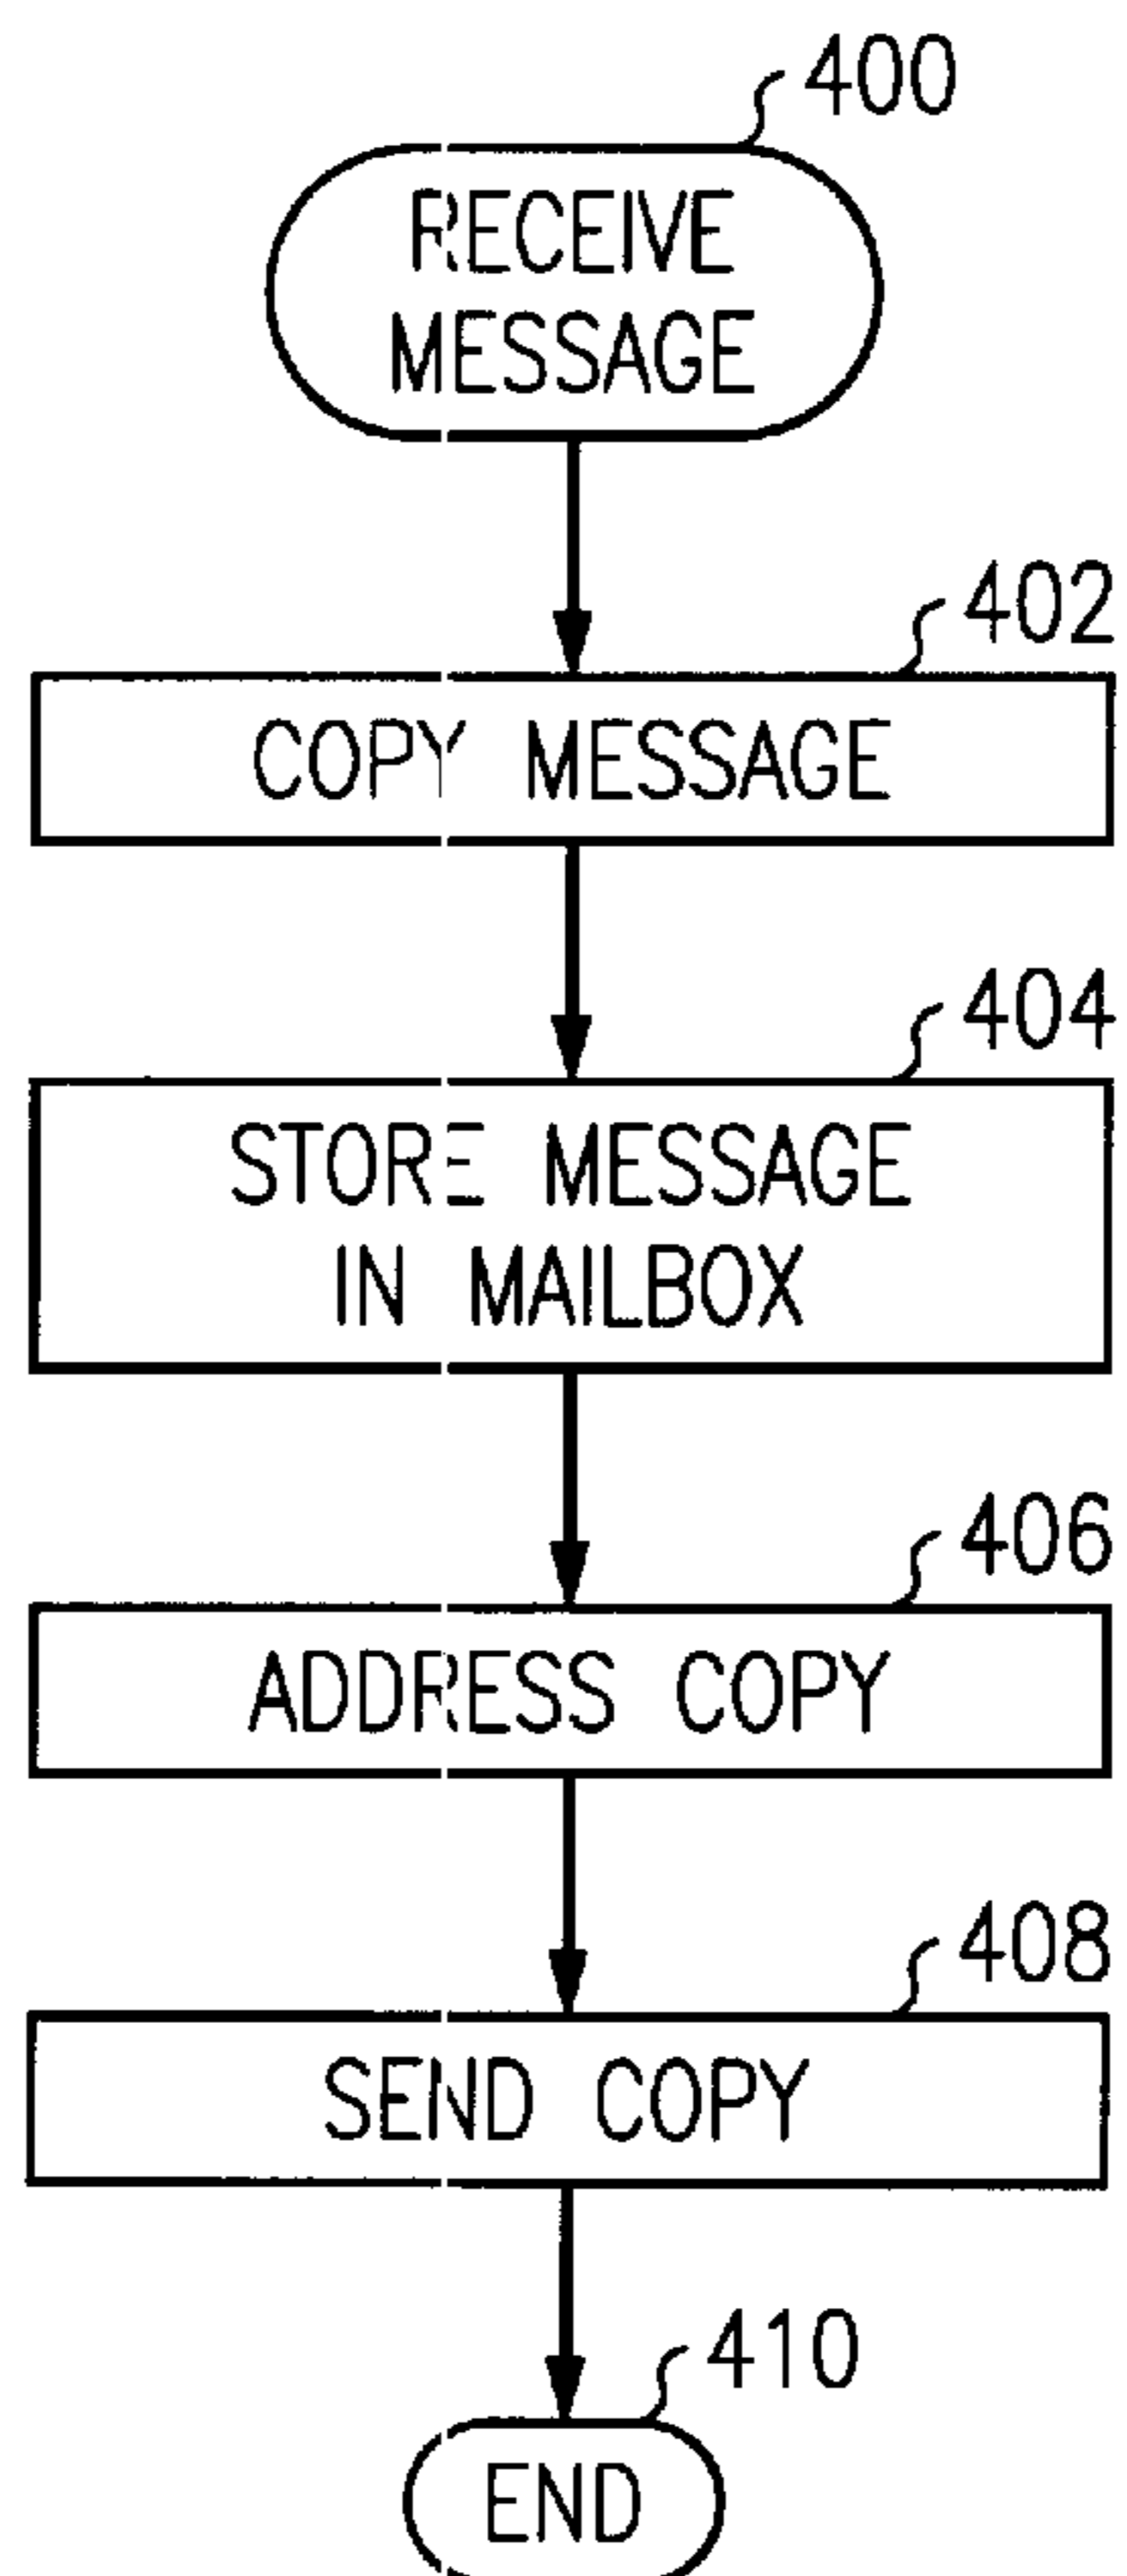 400
RECEIVE
MESSAGE
402
COPY MESSAGE
404
STORE MESSAGE
IN MAILBOX
406
ADDRESS COPY
408
SEND COPY
410
END